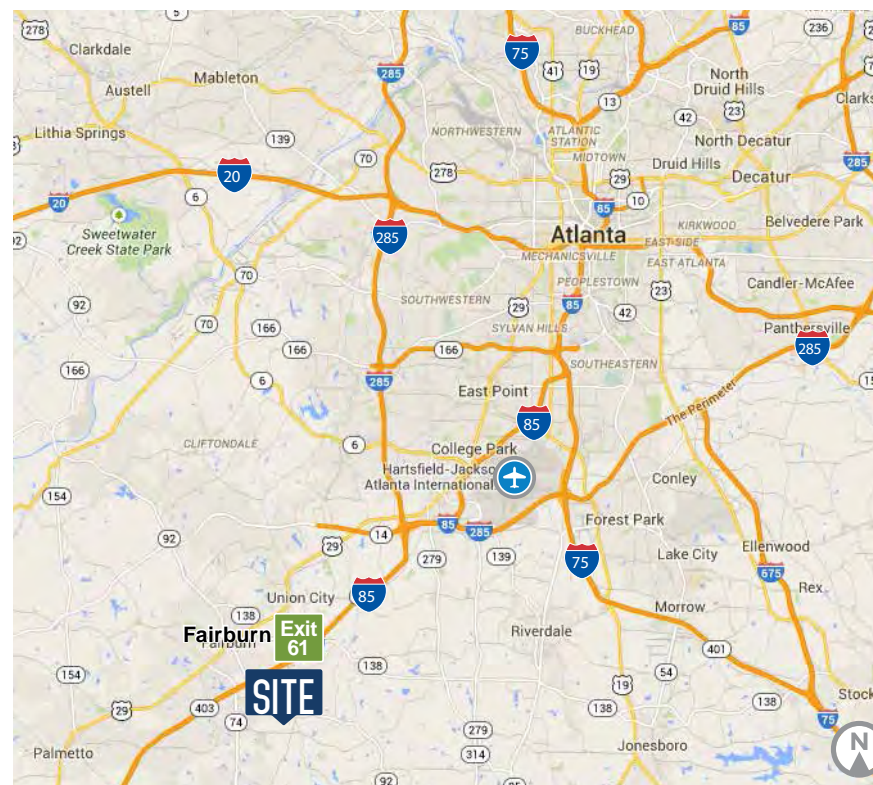 5
BUCKHEAD
236
278
85
Clarkdale
75
41
19
North
Druid Hills
285
Mableton
Austell
13
23
Clarks
Lithia Springs
139
NORTHWESTERN
ATLANTIC
STATION
42
North Decatur
70
MIDTOWN
Druid Hills
285
20
278
29
Decatur
6
10
20
85
KIRKWOOD
Belvedere Park
Sweetwater
Creek State Park
285
Atlanta
EAST SIDE
MECHANICSVILLE
EAST ATLANTA
70
PEOPLESTOWN
Candler-McAfee
23
92
SOUTHWESTERN
29
85
42
70
166
SYLVAN HILLS
Panthersville
166
166
285
166
SOUTHEASTERN
6
285
East Point
The Perimeter
85
CLIFTONDALE
6
College Park
Hartsfield-Jackson
Atlanta International
Conley
154
85
285
Forest Park
92
29
14
279
139
Lake City
Ellenwood
75
675
Union City
85
Rex
138
Morrow
Fairburn
Exit
61
Fairburn
Riverdale
401
154
138
SITE
54
19
138
Stock
29
403
74
138
75
279
N
Palmetto
314
Jonesboro
92
85